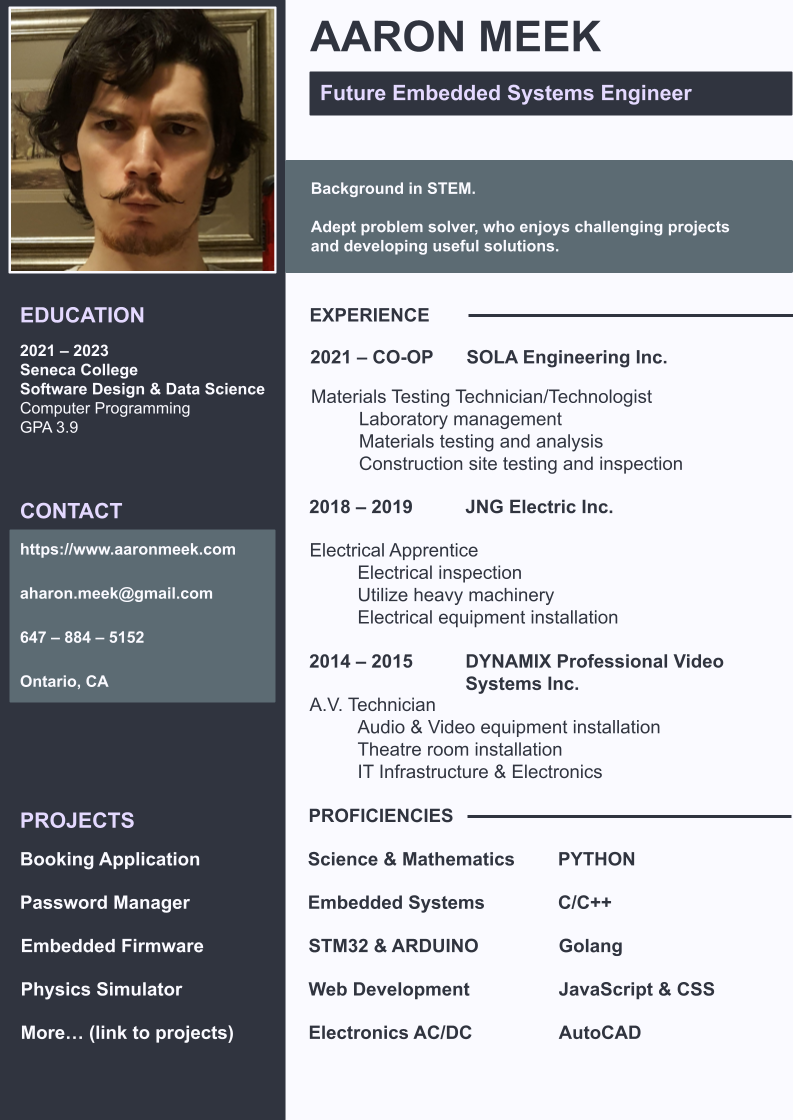 AARON MEEK
Future Embedded Systems Engineer
Background in STEM.
Adept problem solver, who enjoys challenging projects
and developing useful solutions.
EDUCATION
2021 – 2023
Seneca College
Software Design & Data Science
Computer Programming
GPA 3.9
CONTACT
https://www.aaronmeek.com
aharon.meek@gmail.com
647 – 884 – 5152
Ontario, CA
PROJECTS
Booking Application
Password Manager
Embedded Firmware
Physics Simulator
More… (link to projects)
EXPERIENCE
2021 – CO-OP SOLA Engineering Inc.
Materials Testing Technician/Technologist
Laboratory management
Materials testing and analysis
Construction site testing and inspection
2018 – 2019 JNG Electric Inc.
Electrical Apprentice
Electrical inspection
Utilize heavy machinery
Electrical equipment installation
2014 – 2015 DYNAMIX Professional Video
Systems Inc.
A.V. Technician
Audio & Video equipment installation
Theatre room installation
IT Infrastructure & Electronics
PROFICIENCIES
Science & Mathematics PYTHON
Embedded Systems C/C++
STM32 & ARDUINO Golang
Web Development JavaScript & CSS
Electronics AC/DC AutoCAD